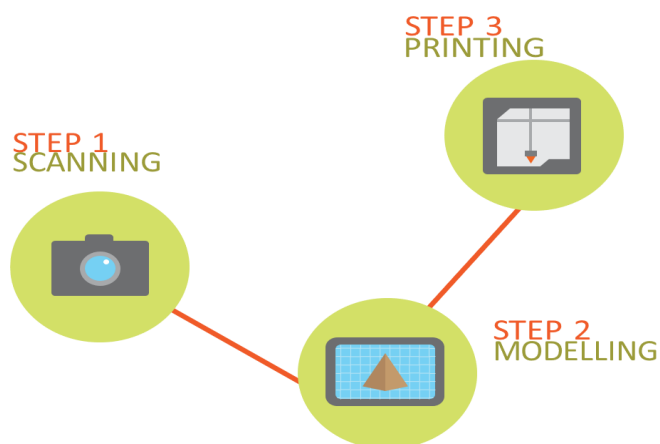 STEP 1
SCANNING
STEP 2
MODELLING
STEP 3
PRINTING